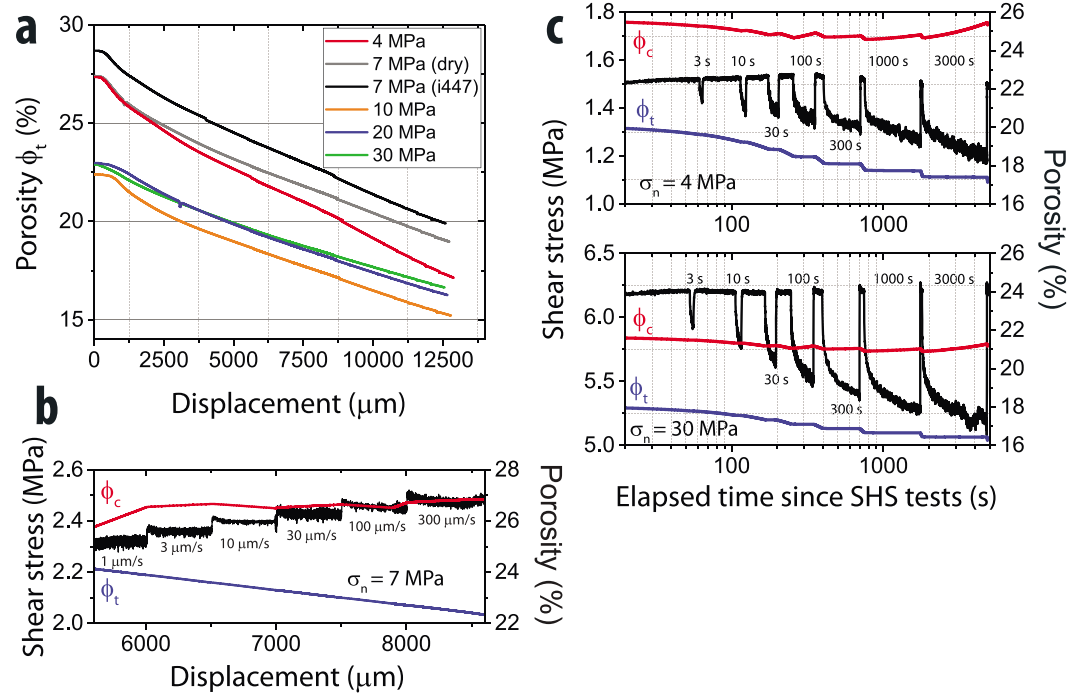 a
30
25
20
15
Porosity ϕt (%)
4 MPa
7 MPa (dry)
7 MPa (i447)
10 MPa
20 MPa
30 MPa
0 2500 5000 7500 10000 12500
Displacement (μm)
b
2.6
2.4
2.2
2.0
Shear stress (MPa)
28
26
24
22
Porosity (%)
ϕc
1 μm/s
3 μm/s
10 μm/s
30 μm/s
100 μm/s
300 μm/s
ϕt
σn = 7 MPa
6000 7000 8000
Displacement (μm)
c
1.8
1.6
1.4
1.2
1.0
26
24
22
20
18
16
ϕc
3 s 10 s 100 s 1000 s 3000 s
30 s
300 s
ϕt
σn = 4 MPa
100 1000
Shear stress (MPa)
Porosity (%)
6.5
6.2
5.7
5.5
5.0
26
24
22
20
18
16
3 s 10 s 100 s 1000 s 3000 s
ϕc
30 s
300 s
ϕt
σn = 30 MPa
100 1000
Elapsed time since SHS tests (s)